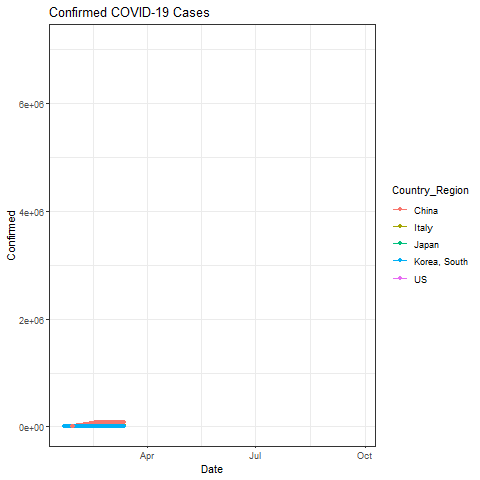 Confirmed COVID-19 Cases
6e+06
4e+06
2e+06
0e+00
Confirmed
Apr
Jul
Oct
Date
Country_Region
China
Italy
Japan
Korea, South
US